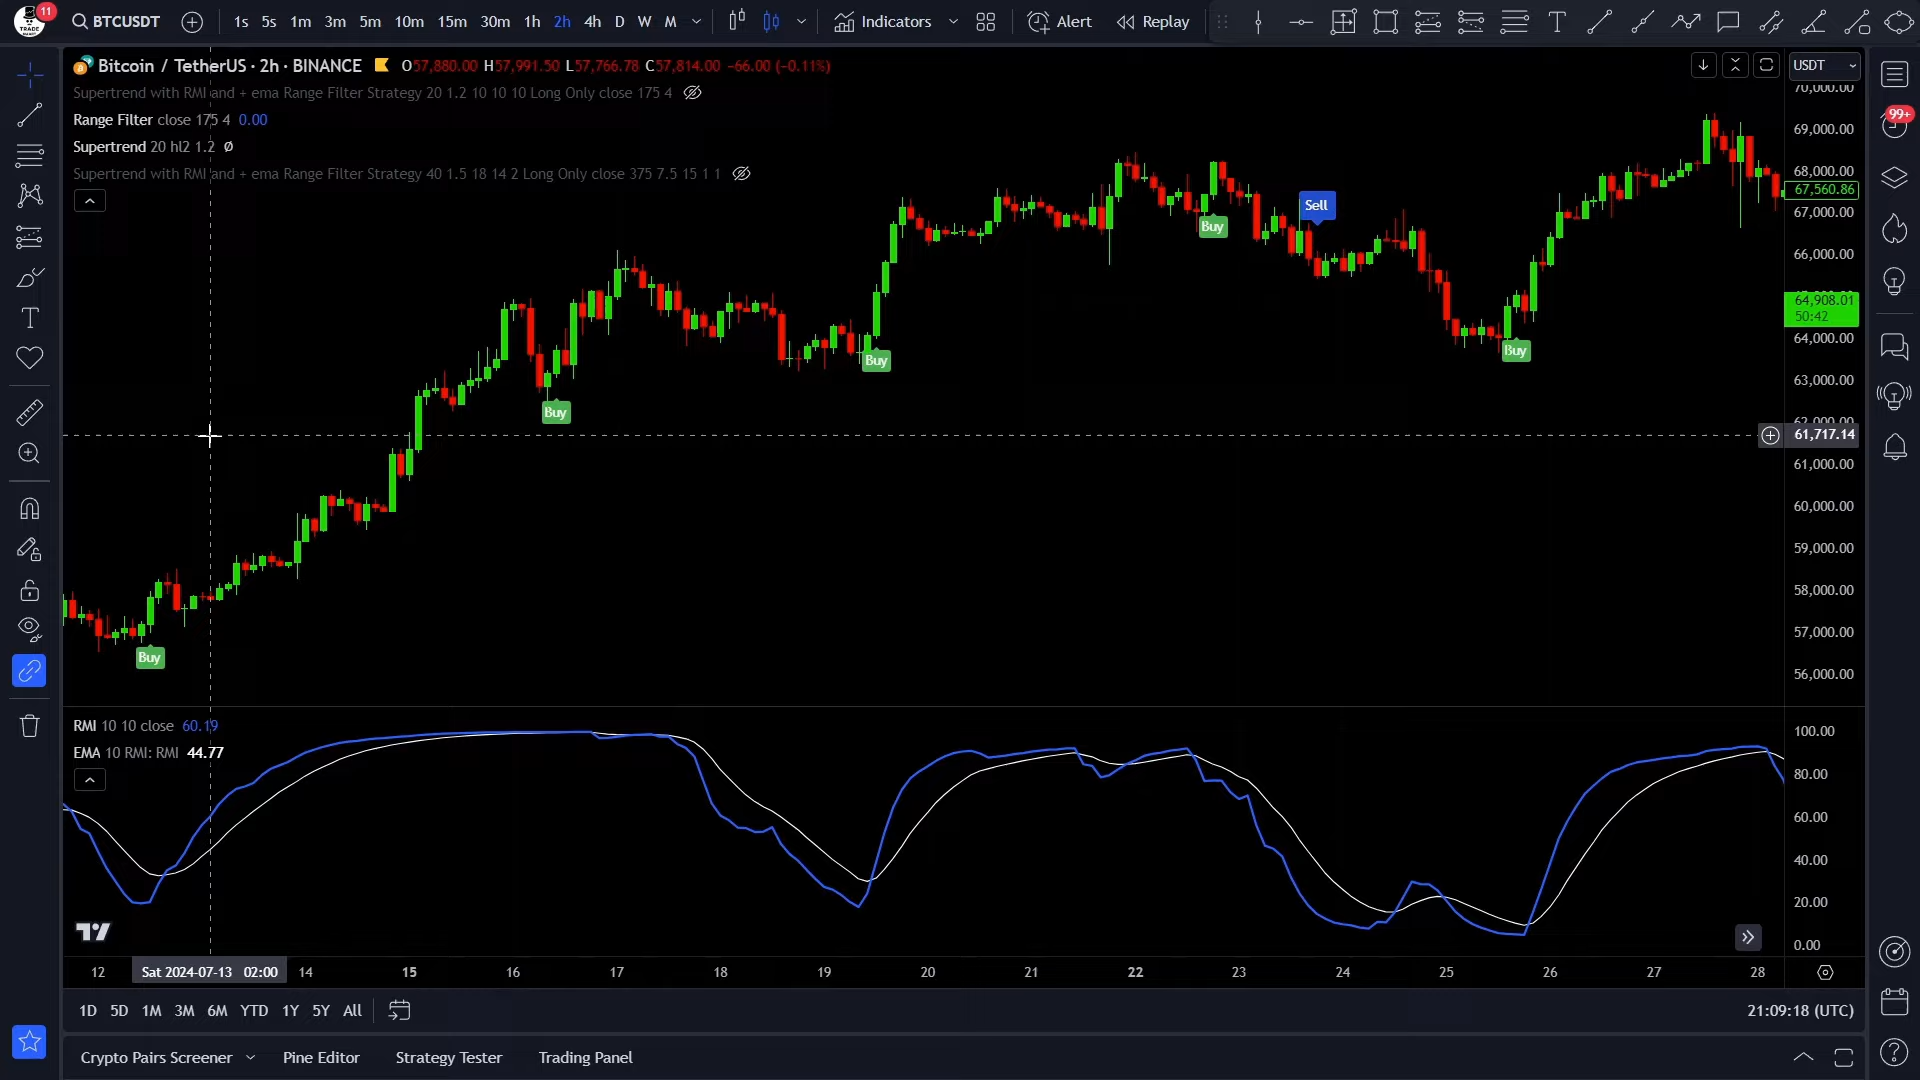 11
BTCUSDT
1s 5s 1m 3m 5m 10m 15m 30m 1h 2h 4h D W M
Indicators
Alert
Replay
Bitcoin / TetherUS · 2h · BINANCE
O57,880.00 H57,991.50 L57,766.78 C57,814.00 −66.00 (−0.11%)
USDT
Supertrend with RMI and + ema Range Filter Strategy 20 1.2 10 10 10 Long Only close 175 4
Range Filter close 175 4 0.00
Supertrend 20 hl2 1.2 Ø
Supertrend with RMI and + ema Range Filter Strategy 40 1.5 18 14 2 Long Only close 375 7.5 15 1 1
70,000.00
99+
69,000.00
68,000.00
67,560.86
67,000.00
Sell
Buy
66,000.00
64,908.01
50:42
64,000.00
Buy
Buy
63,000.00
Buy
62,000.00
61,717.14
61,000.00
60,000.00
59,000.00
58,000.00
57,000.00
Buy
56,000.00
RMI 10 10 close 60.19
EMA 10 RMI: RMI 44.77
100.00
80.00
60.00
40.00
20.00
0.00
12
Sat 2024-07-13 02:00
14 15 16 17 18 19 20 21 22 23 24 25 26 27 28
1D 5D 1M 3M 6M YTD 1Y 5Y All
21:09:18 (UTC)
Crypto Pairs Screener
Pine Editor
Strategy Tester
Trading Panel